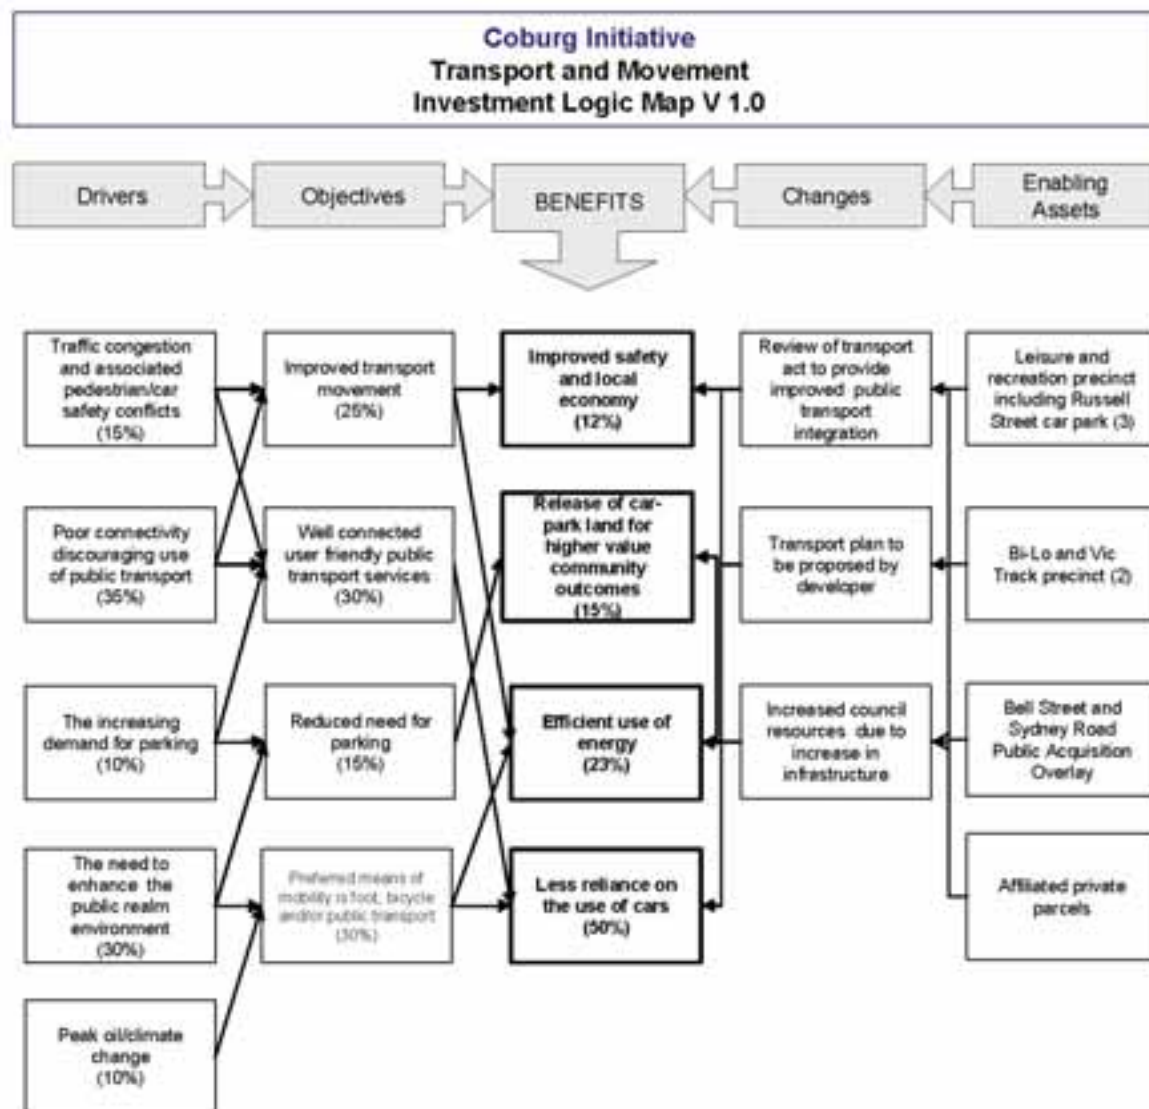 Coburg Initiative
Transport and Movement
Investment Logic Map V 1.0
Drivers
Objectives
BENEFITS
Changes
Enabling
Assets
Traffic congestion
and associated
pedestrian/car
safety conflicts
(15%)
Improved transport
movement
(25%)
Improved safety
and local
economy
(12%)
Review of transport
act to provide
improved public
transport
integration
Leisure and
recreation precinct
including Russell
Street car park (3)
Poor connectivity
discouraging use
of public transport
(35%)
Well connected
user friendly public
transport services
(30%)
Release of car-
park land for
higher value
community
outcomes
(15%)
Transport plan to
be proposed by
developer
Bi-Lo and Vic
Track precinct (2)
The increasing
demand for parking
(10%)
Reduced need for
parking
(15%)
Efficient use of
energy
(23%)
Increased council
resources due to
increase in
infrastructure
Bell Street and
Sydney Road
Public Acquisition
Overlay
The need to
enhance the
public realm
environment
(30%)
Preferred means of
mobility is foot, bicycle
and/or public transport
(30%)
Less reliance on
the use of cars
(50%)
Affiliated private
parcels
Peak oil/climate
change
(10%)